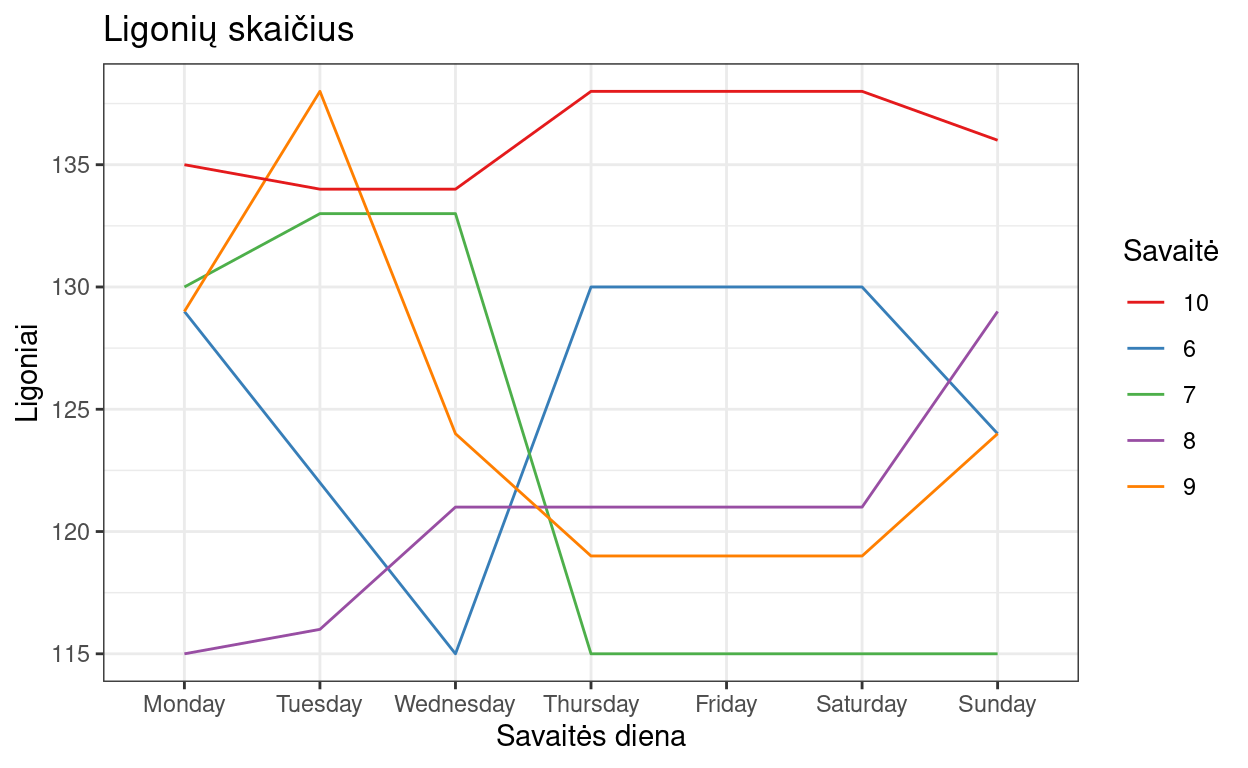 Ligonių skaičius
Ligoniai
135
130
125
120
115
Monday Tuesday Wednesday Thursday Friday Saturday Sunday
Savaitės diena
Savaitė
10
6
7
8
9